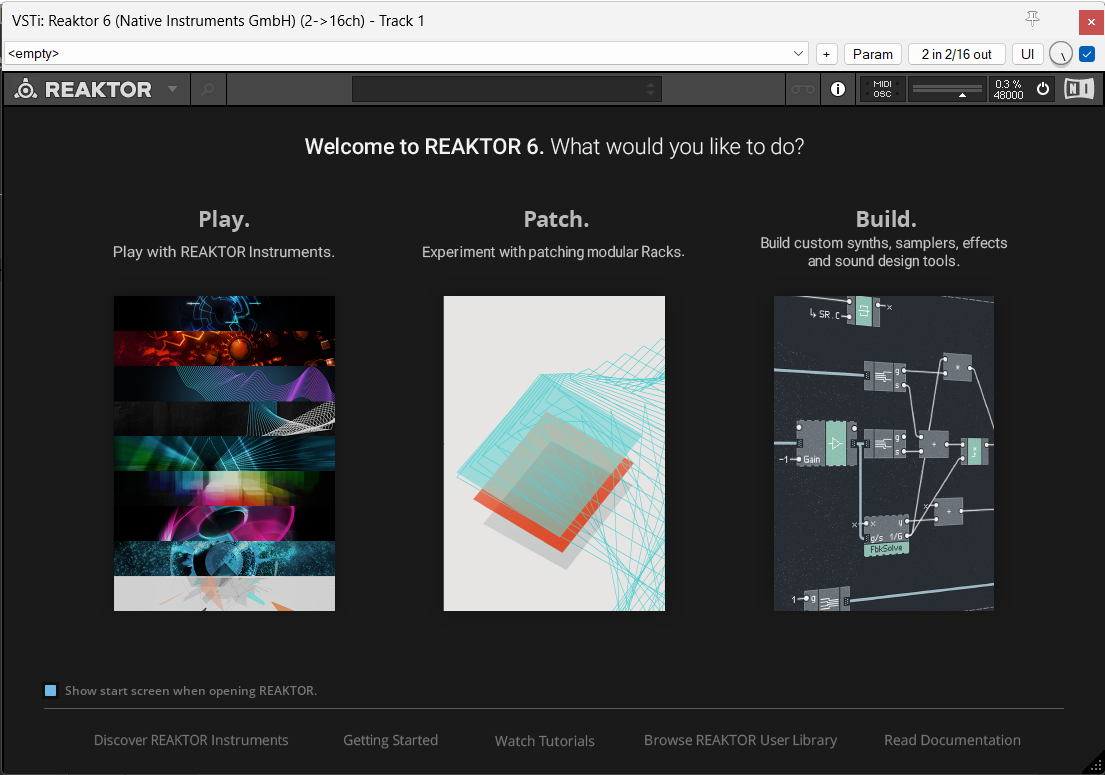 VSTi: Reaktor 6 (Native Instruments GmbH) (2->16ch) - Track 1
<empty>
+
Param
2 in 2/16 out
UI
REAKTOR
i
MIDI
OSC
0.3 %
48000
NI
Welcome to REAKTOR 6. What would you like to do?
Play.
Play with REAKTOR Instruments.
Patch.
Experiment with patching modular Racks.
Build.
Build custom synths, samplers, effects
and sound design tools.
SR.C
x
g
s
*
g
s
+
-1
Gain
x
x
y
g/s 1/G
FbkSolve
x
+
1
g
Show start screen when opening REAKTOR.
Discover REAKTOR Instruments
Getting Started
Watch Tutorials
Browse REAKTOR User Library
Read Documentation